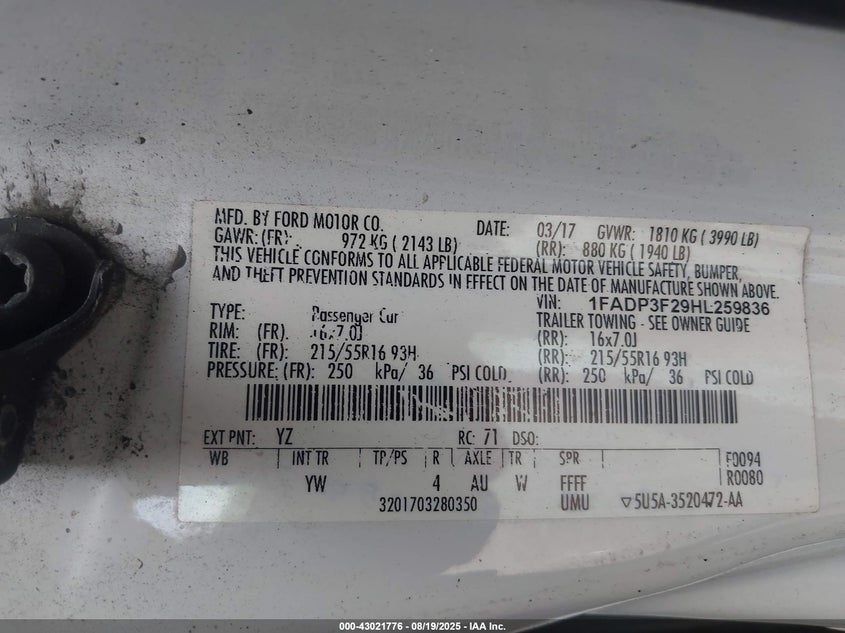 MFD. BY FORD MOTOR CO. DATE: 03/17 GVWR: 1810 KG ( 3990 LB)
GAWR: (FR): 972 KG ( 2143 LB) (RR): 880 KG ( 1940 LB)
THIS VEHICLE CONFORMS TO ALL APPLICABLE FEDERAL MOTOR VEHICLE SAFETY, BUMPER,
AND THEFT PREVENTION STANDARDS IN EFFECT ON THE DATE OF MANUFACTURE SHOWN ABOVE.
VIN: 1FADP3F29HL259836
TYPE: Passenger Car TRAILER TOWING - SEE OWNER GUIDE
RIM: (FR): 16x7.0J (RR): 16x7.0J
TIRE: (FR): 215/55R16 93H (RR): 215/55R16 93H
PRESSURE: (FR): 250 kPa/ 36 PSI COLD (RR): 250 kPa/ 36 PSI COLD
EXT PNT: YZ RC: 71 DSO:
WB INT TR TP/PS R AXLE TR SPR F0094
YW 4 AU W FFFF R0080
3201703280350 UMU ▽5U5A-3520472-AA
000-43021776 - 08/19/2025 - IAA Inc.